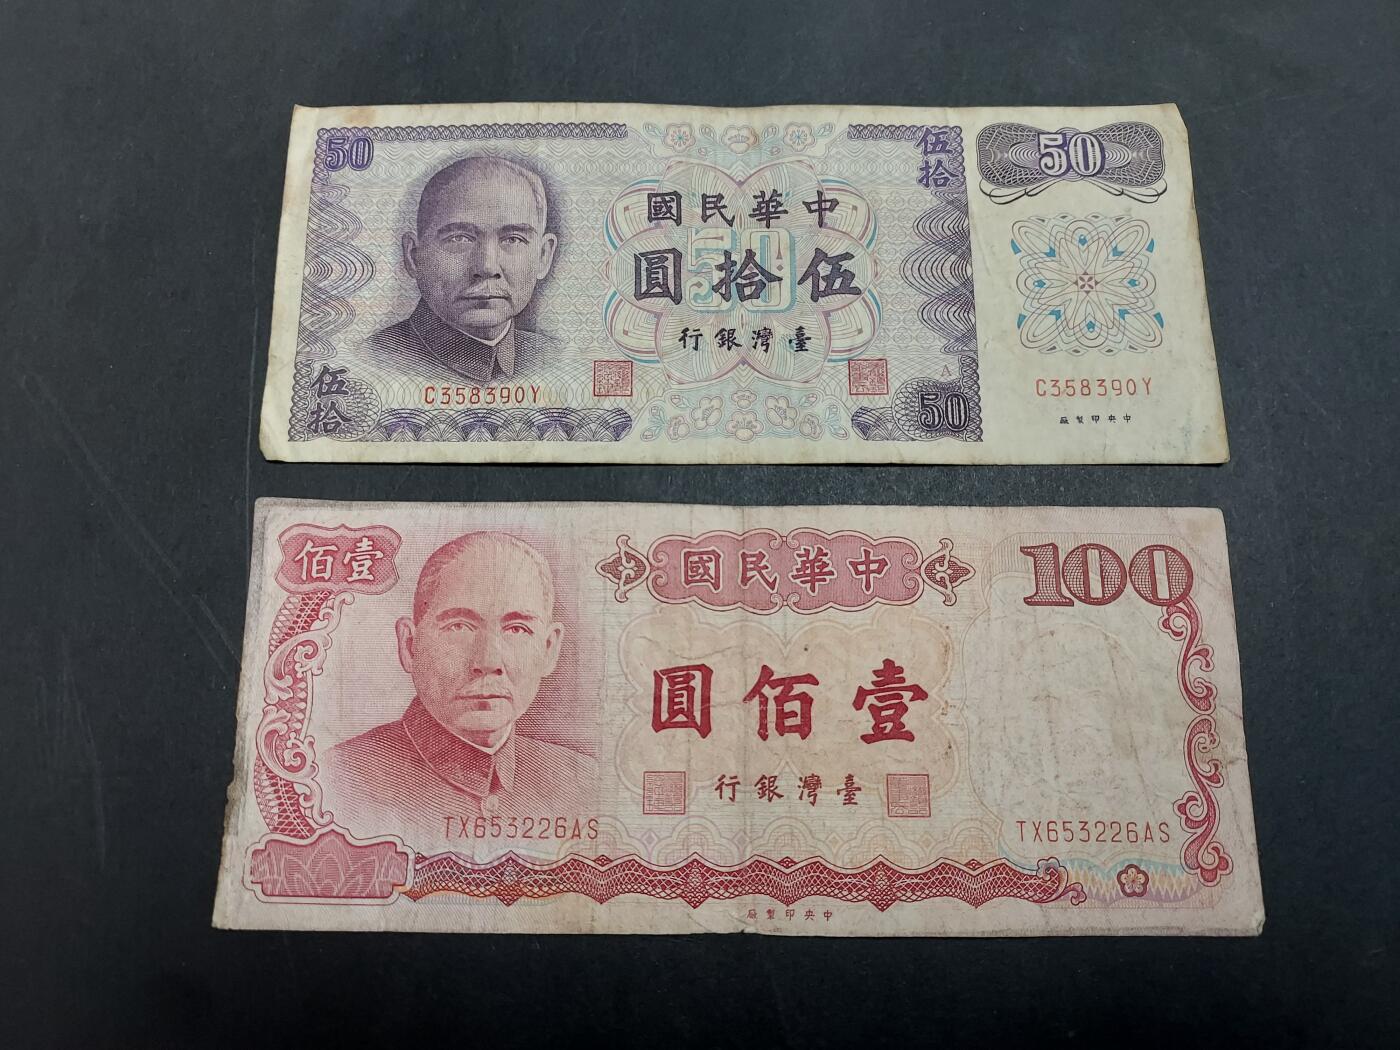 50
伍拾
50
中華民國
伍拾圓
臺灣銀行
C358390Y
A
C358390Y
伍拾
50
中央印製廠
壹佰
中華民國
100
壹佰圓
臺灣銀行
TX653226AS
TX653226AS
中央印製廠